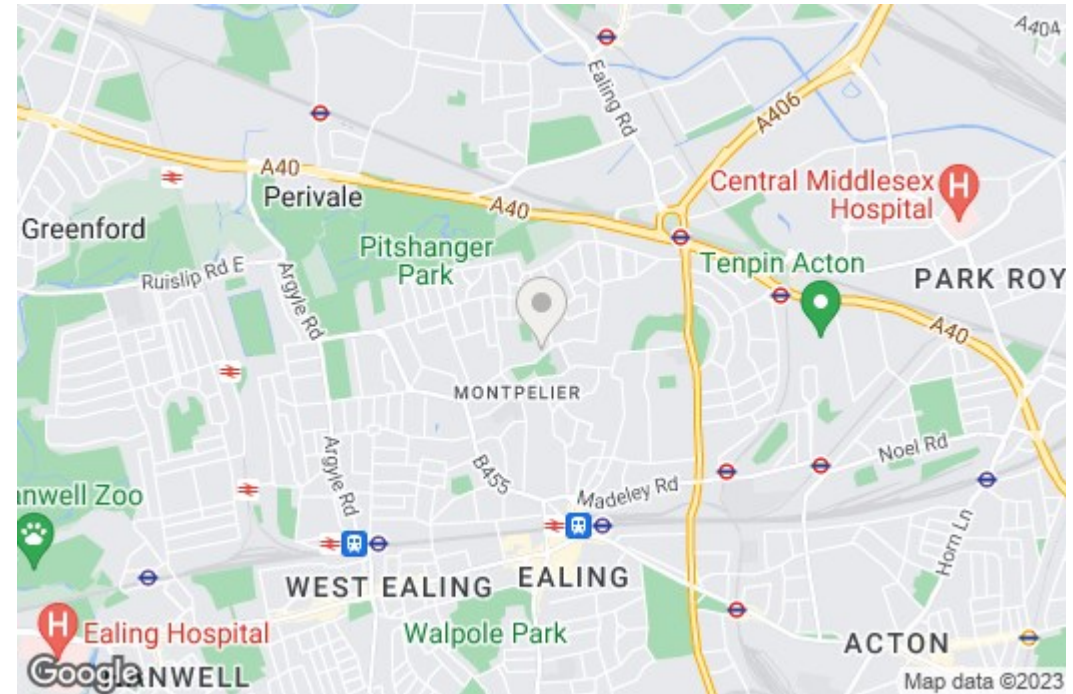 A404
Ealing Rd
A406
A40
Perivale
Central Middlesex
Hospital
H
Greenford
A40
Pitshanger
Park
Tenpin Acton
Ruislip Rd E
Argyle Rd
PARK ROY
A40
MONTPELIER
Argyle Rd
B455
Noel Rd
Madeley Rd
anwell Zoo
Horn Ln
WEST EALING
EALING
H
Ealing Hospital
Walpole Park
ACTON
Google
ANWELL
Map data ©2023